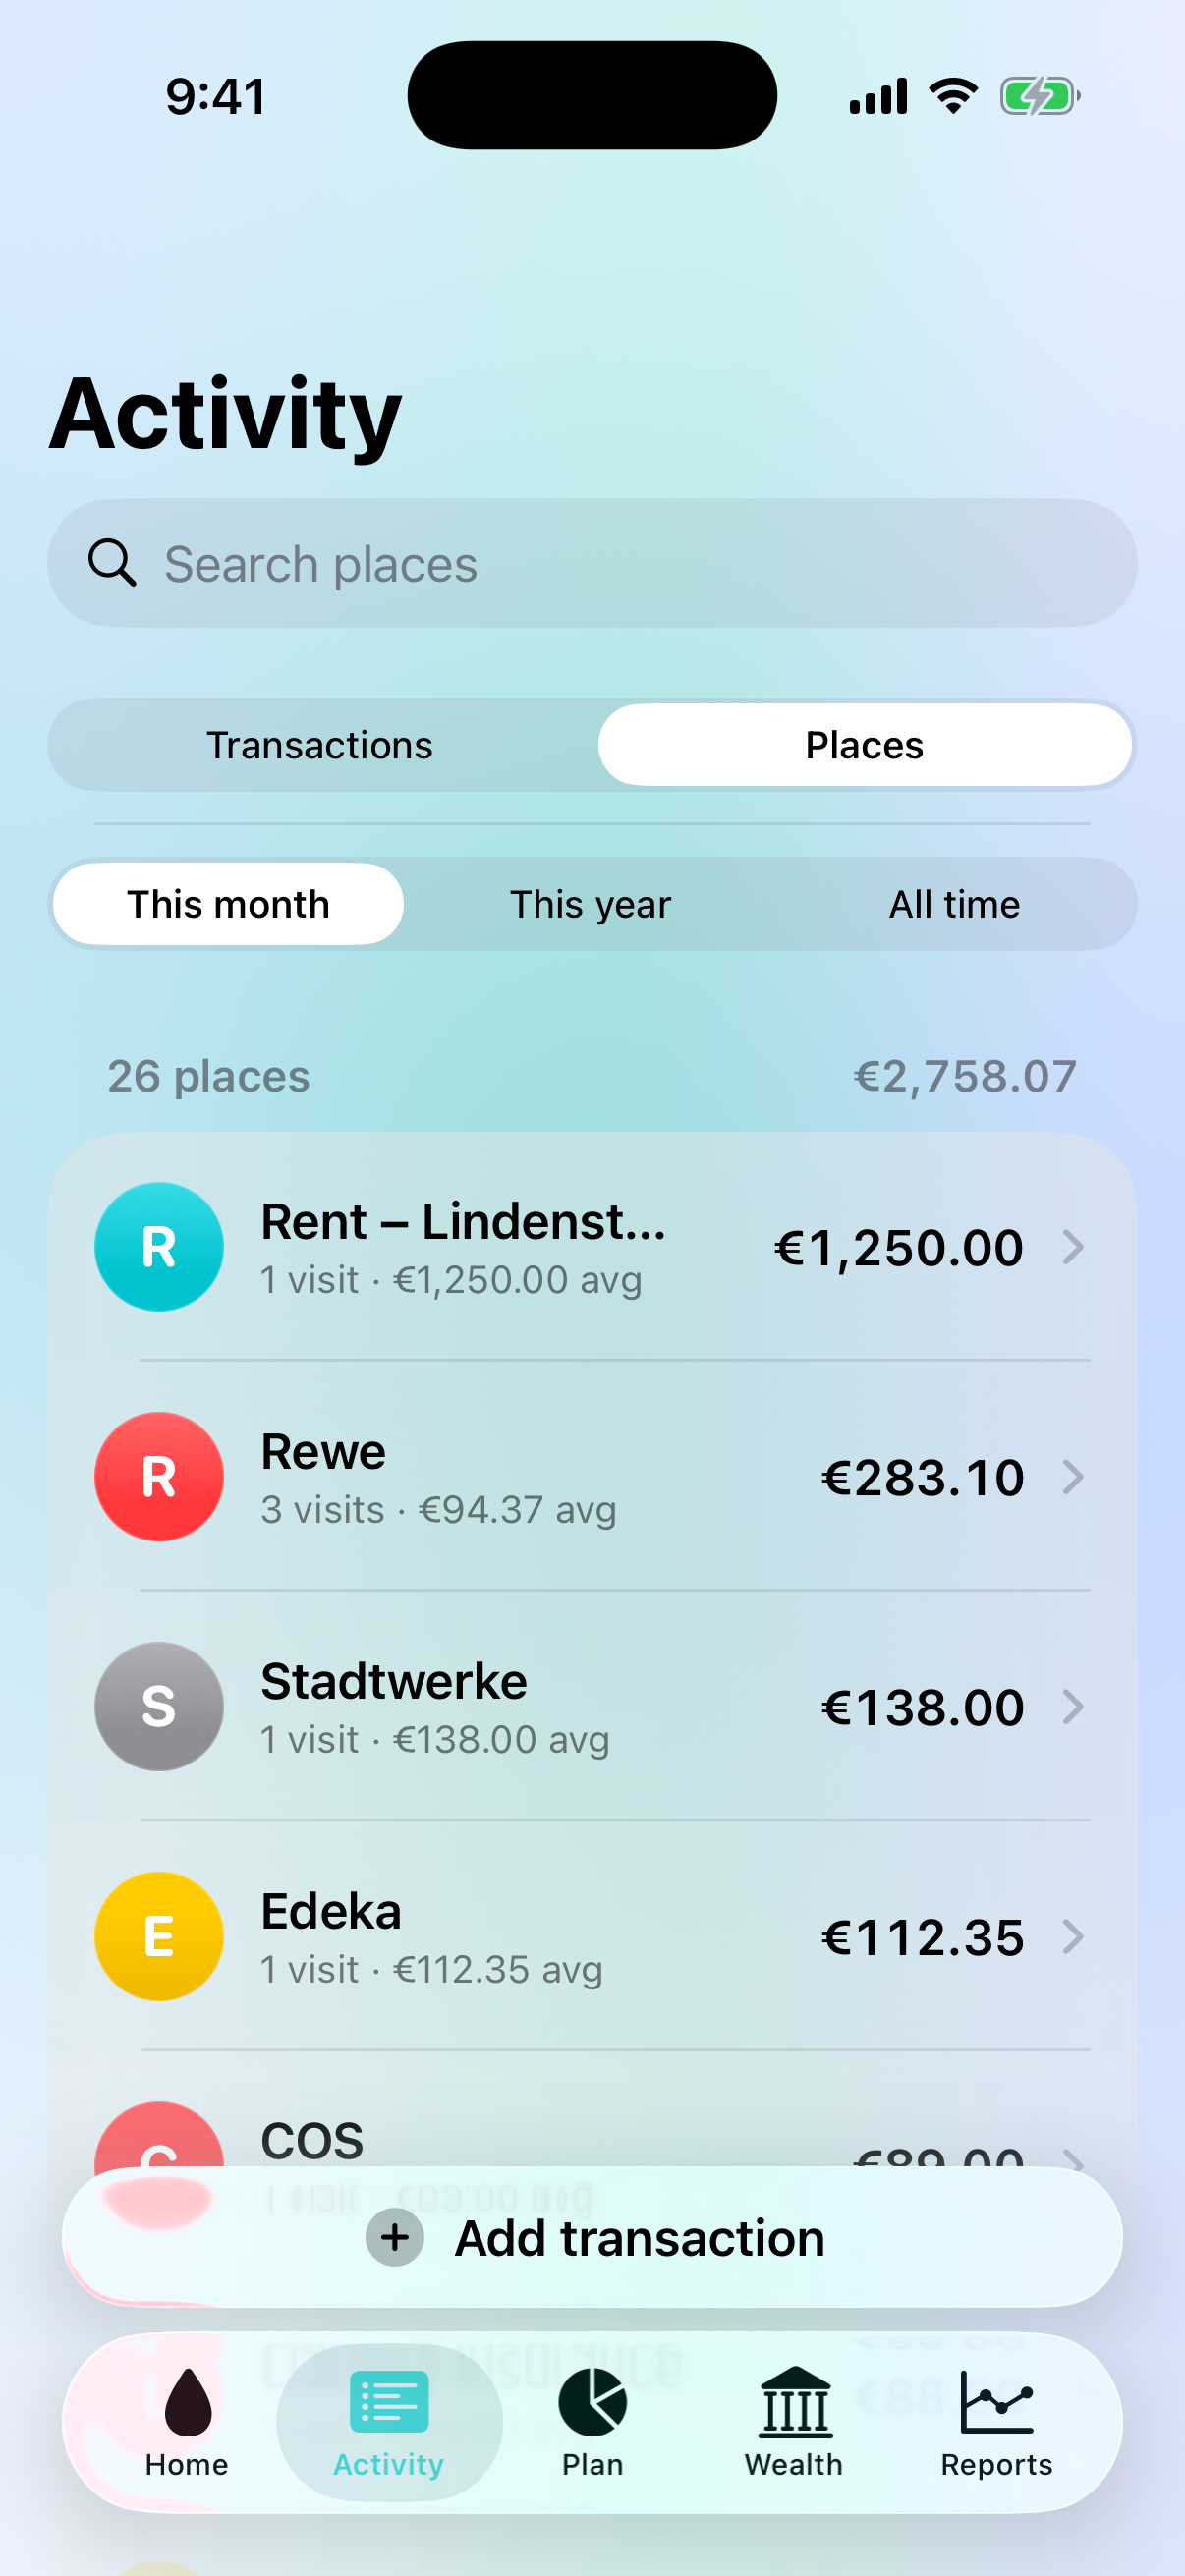 9:41
Activity
Search places
Transactions
Places
This month
This year
All time
26 places
€2,758.07
R
Rent – Lindenst...
1 visit · €1,250.00 avg
€1,250.00
R
Rewe
3 visits · €94.37 avg
€283.10
S
Stadtwerke
1 visit · €138.00 avg
€138.00
E
Edeka
1 visit · €112.35 avg
€112.35
C
COS
€89.00
Add transaction
Home
Activity
Plan
Wealth
Reports